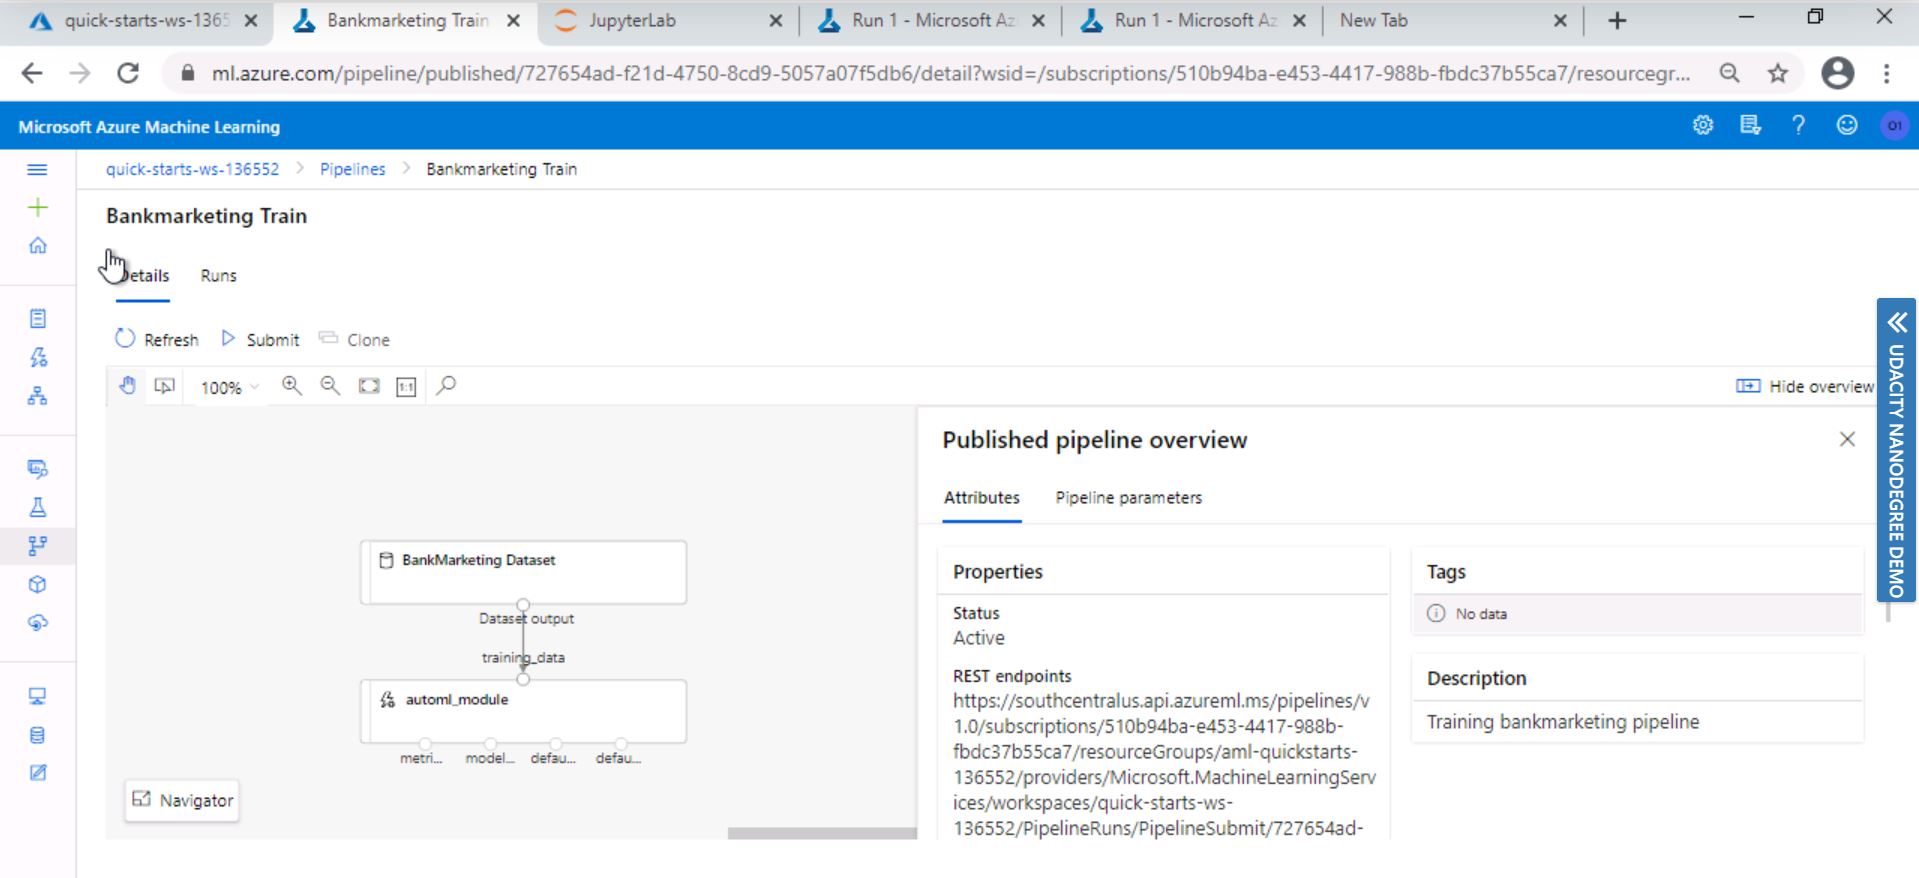 quick-starts-ws-1365
Bankmarketing Train
JupyterLab
Run 1 - Microsoft Az
Run 1 - Microsoft Az
New Tab
ml.azure.com/pipeline/published/727654ad-f21d-4750-8cd9-5057a07f5db6/detail?wsid=/subscriptions/510b94ba-e453-4417-988b-fbdc37b55ca7/resourcegr...
Microsoft Azure Machine Learning
O1
quick-starts-ws-136552 > Pipelines > Bankmarketing Train
Bankmarketing Train
Details Runs
Refresh Submit Clone
100% 1:1
Hide overview
UDACITY NANODEGREE DEMO
BankMarketing Dataset
Dataset output
training_data
automl_module
metri... model... defau... defau...
Navigator
Published pipeline overview
Attributes Pipeline parameters
Properties
Status
Active
REST endpoints
https://southcentralus.api.azureml.ms/pipelines/v
1.0/subscriptions/510b94ba-e453-4417-988b-
fbdc37b55ca7/resourceGroups/aml-quickstarts-
136552/providers/Microsoft.MachineLearningServ
ices/workspaces/quick-starts-ws-
136552/PipelineRuns/PipelineSubmit/727654ad-
Tags
No data
Description
Training bankmarketing pipeline